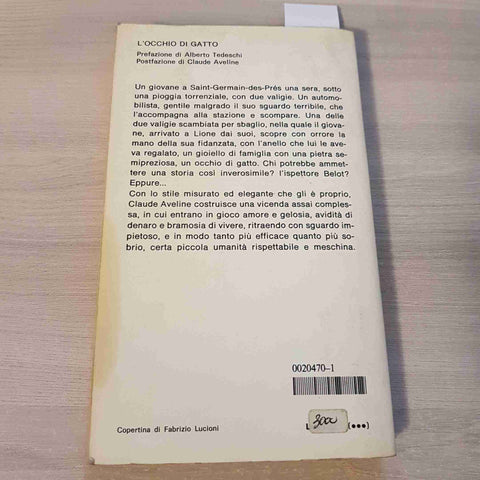 L'OCCHIO DI GATTO
Prefazione di Alberto Tedeschi
Postfazione di Claude Aveline
Un giovane a Saint-Germain-des-Prés una sera, sotto
una pioggia torrenziale, con due valigie. Un automo-
bilista, gentile malgrado il suo sguardo terribile, che
l'accompagna alla stazione e scompare. Una delle
due valigie scambiata per sbaglio, nella quale il giova-
ne, arrivato a Lione dai suoi, scopre con orrore la
mano della sua fidanzata, con l'anello che lui le ave-
va regalato, un gioiello di famiglia con una pietra se-
mipreziosa, un occhio di gatto. Chi potrebbe ammet-
tere una storia così inverosimile? l'ispettore Belot?
Eppure...
Con lo stile misurato ed elegante che gli è proprio,
Claude Aveline costruisce una vicenda assai comples-
sa, in cui entrano in gioco amore e gelosia, avidità di
denaro e bramosia di vivere, ritraendo con sguardo im-
pietoso, e in modo tanto più efficace quanto più so-
brio, certa piccola umanità rispettabile e meschina.
0020470-1
L 3000 (•••)
Copertina di Fabrizio Lucioni